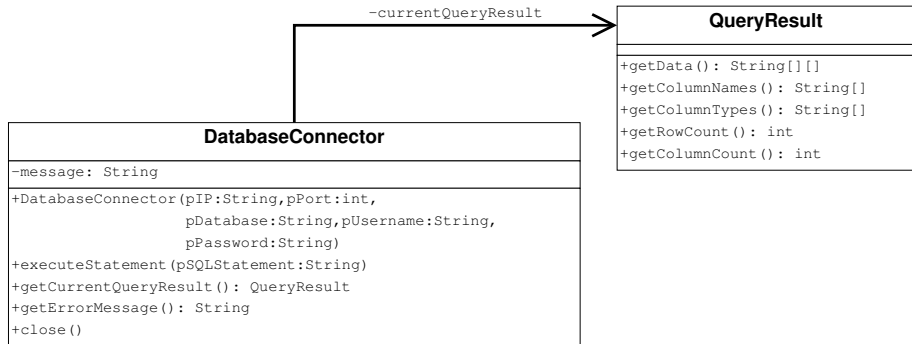 -currentQueryResult
QueryResult
+getData(): String[][]
+getColumnNames(): String[]
+getColumnTypes(): String[]
+getRowCount(): int
+getColumnCount(): int
DatabaseConnector
-message: String
+DatabaseConnector(pIP:String,pPort:int,
pDatabase:String,pUsername:String,
pPassword:String)
+executeStatement(pSQLStatement:String)
+getCurrentQueryResult(): QueryResult
+getErrorMessage(): String
+close()